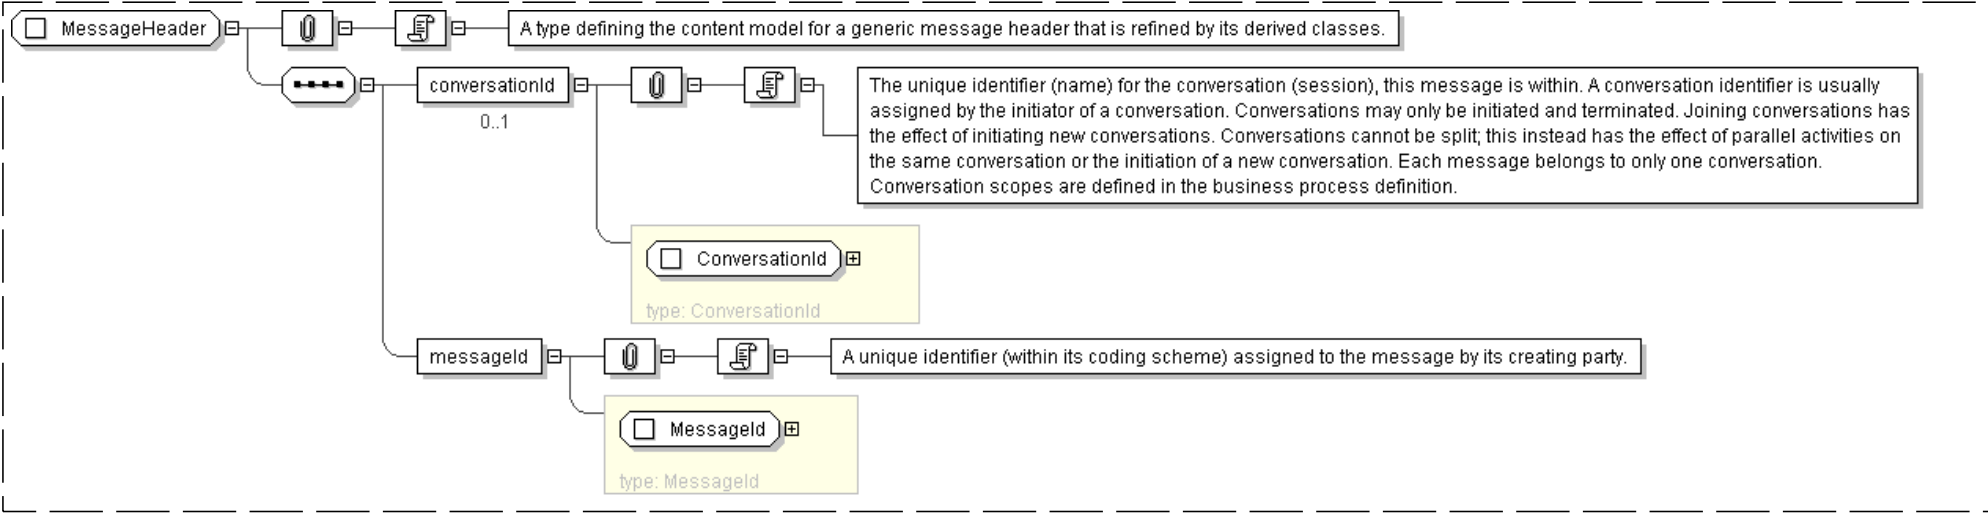 MessageHeader
A type defining the content model for a generic message header that is refined by its derived classes.
conversationId
0..1
The unique identifier (name) for the conversation (session), this message is within. A conversation identifier is usually
assigned by the initiator of a conversation. Conversations may only be initiated and terminated. Joining conversations has
the effect of initiating new conversations. Conversations cannot be split; this instead has the effect of parallel activities on
the same conversation or the initiation of a new conversation. Each message belongs to only one conversation.
Conversation scopes are defined in the business process definition.
ConversationId
type: ConversationId
messageId
A unique identifier (within its coding scheme) assigned to the message by its creating party.
MessageId
type: MessageId